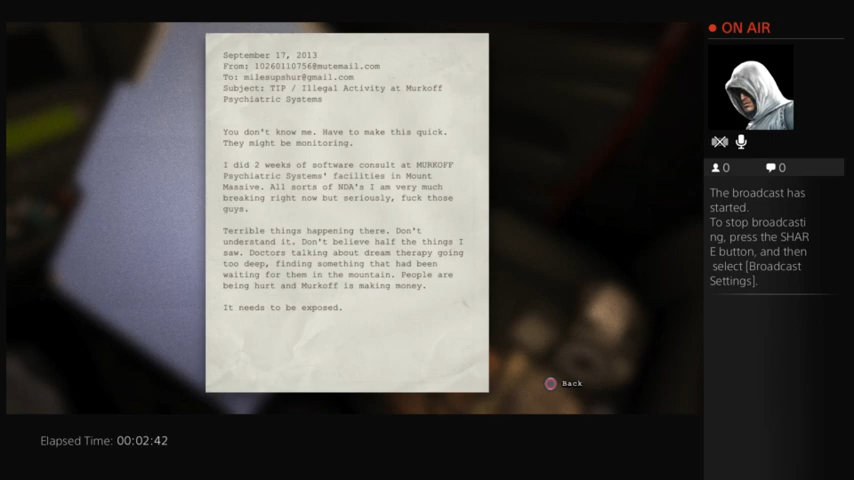 September 17, 2013
From: 10260110756@mutemail.com
To: milesupshur@gmail.com
Subject: TIP / Illegal Activity at Murkoff
Psychiatric Systems
You don't know me. Have to make this quick.
They might be monitoring.
I did 2 weeks of software consult at MURKOFF
Psychiatric Systems' facilities in Mount
Massive. All sorts of NDA's I am very much
breaking right now but seriously, fuck those
guys.
Terrible things happening there. Don't
understand it. Don't believe half the things I
saw. Doctors talking about dream therapy going
too deep, finding something that had been
waiting for them in the mountain. People are
being hurt and Murkoff is making money.
It needs to be exposed.
Back
Elapsed Time: 00:02:42
ON AIR
0 0
The broadcast has
started.
To stop broadcasti
ng, press the SHAR
E button, and then
select [Broadcast
Settings].